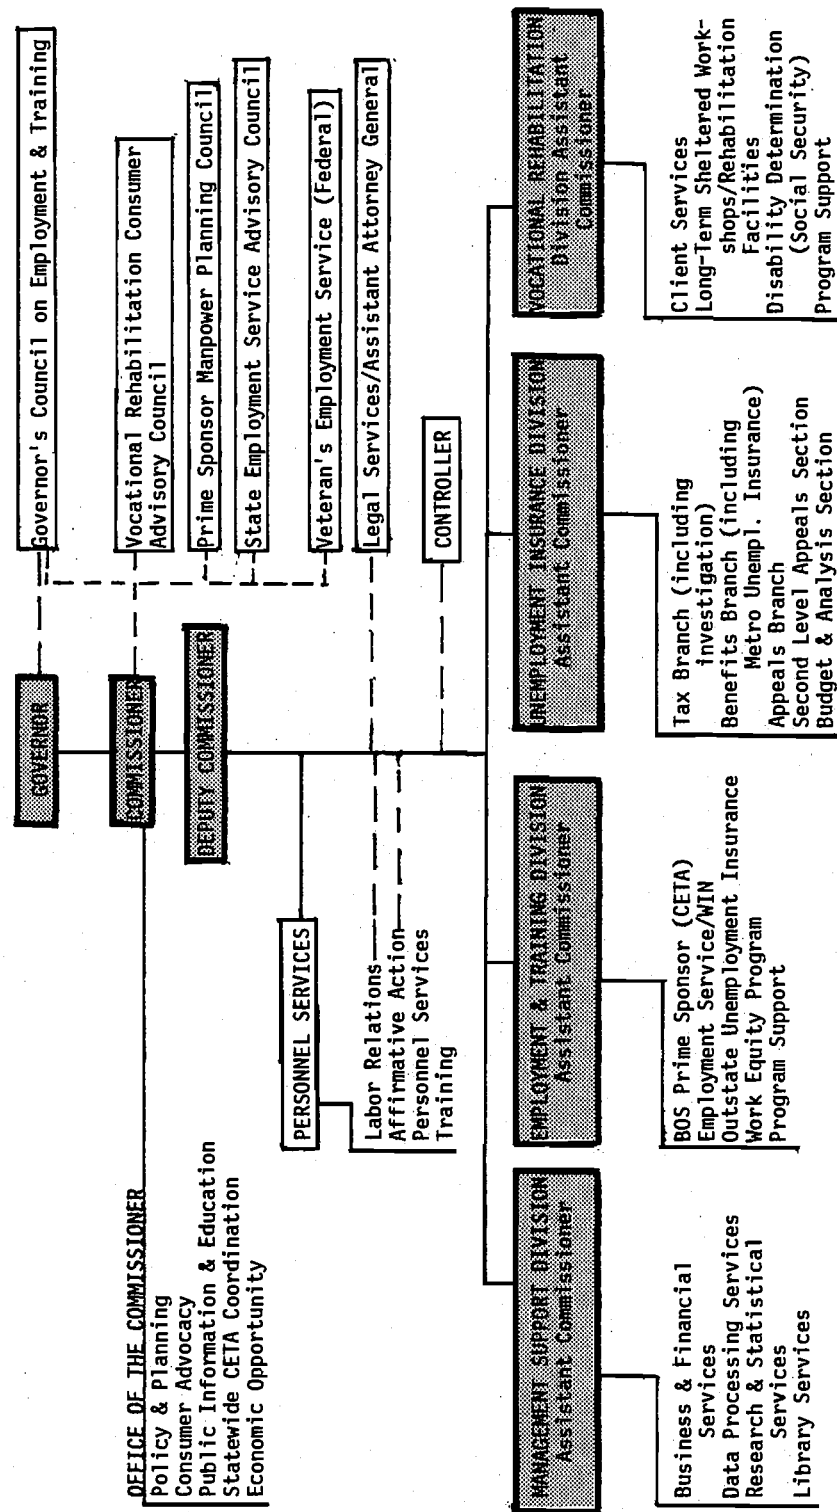 GOVERNOR
Governor's Council on Employment & Training
COMMISSIONER
Vocational Rehabilitation Consumer
Advisory Council
DEPUTY COMMISSIONER
Prime Sponsor Manpower Planning Council
State Employment Service Advisory Council
Veteran's Employment Service (Federal)
Legal Services/Assistant Attorney General
CONTROLLER
OFFICE OF THE COMMISSIONER
Policy & Planning
Consumer Advocacy
Public Information & Education
Statewide CETA Coordination
Economic Opportunity
PERSONNEL SERVICES
Labor Relations
Affirmative Action
Personnel Services
Training
MANAGEMENT SUPPORT DIVISION
Assistant Commissioner
Business & Financial
Services
Data Processing Services
Research & Statistical
Services
Library Services
EMPLOYMENT & TRAINING DIVISION
Assistant Commissioner
BOS Prime Sponsor (CETA)
Employment Service/WIN
Outstate Unemployment Insurance
Work Equity Program
Program Support
UNEMPLOYMENT INSURANCE DIVISION
Assistant Commissioner
Tax Branch (including
investigation)
Benefits Branch (including
Metro Unempl. Insurance)
Appeals Branch
Second Level Appeals Section
Budget & Analysis Section
VOCATIONAL REHABILITATION
Division Assistant
Commissioner
Client Services
Long-Term Sheltered Work-
shops/Rehabilitation
Facilities
Disability Determination
(Social Security)
Program Support